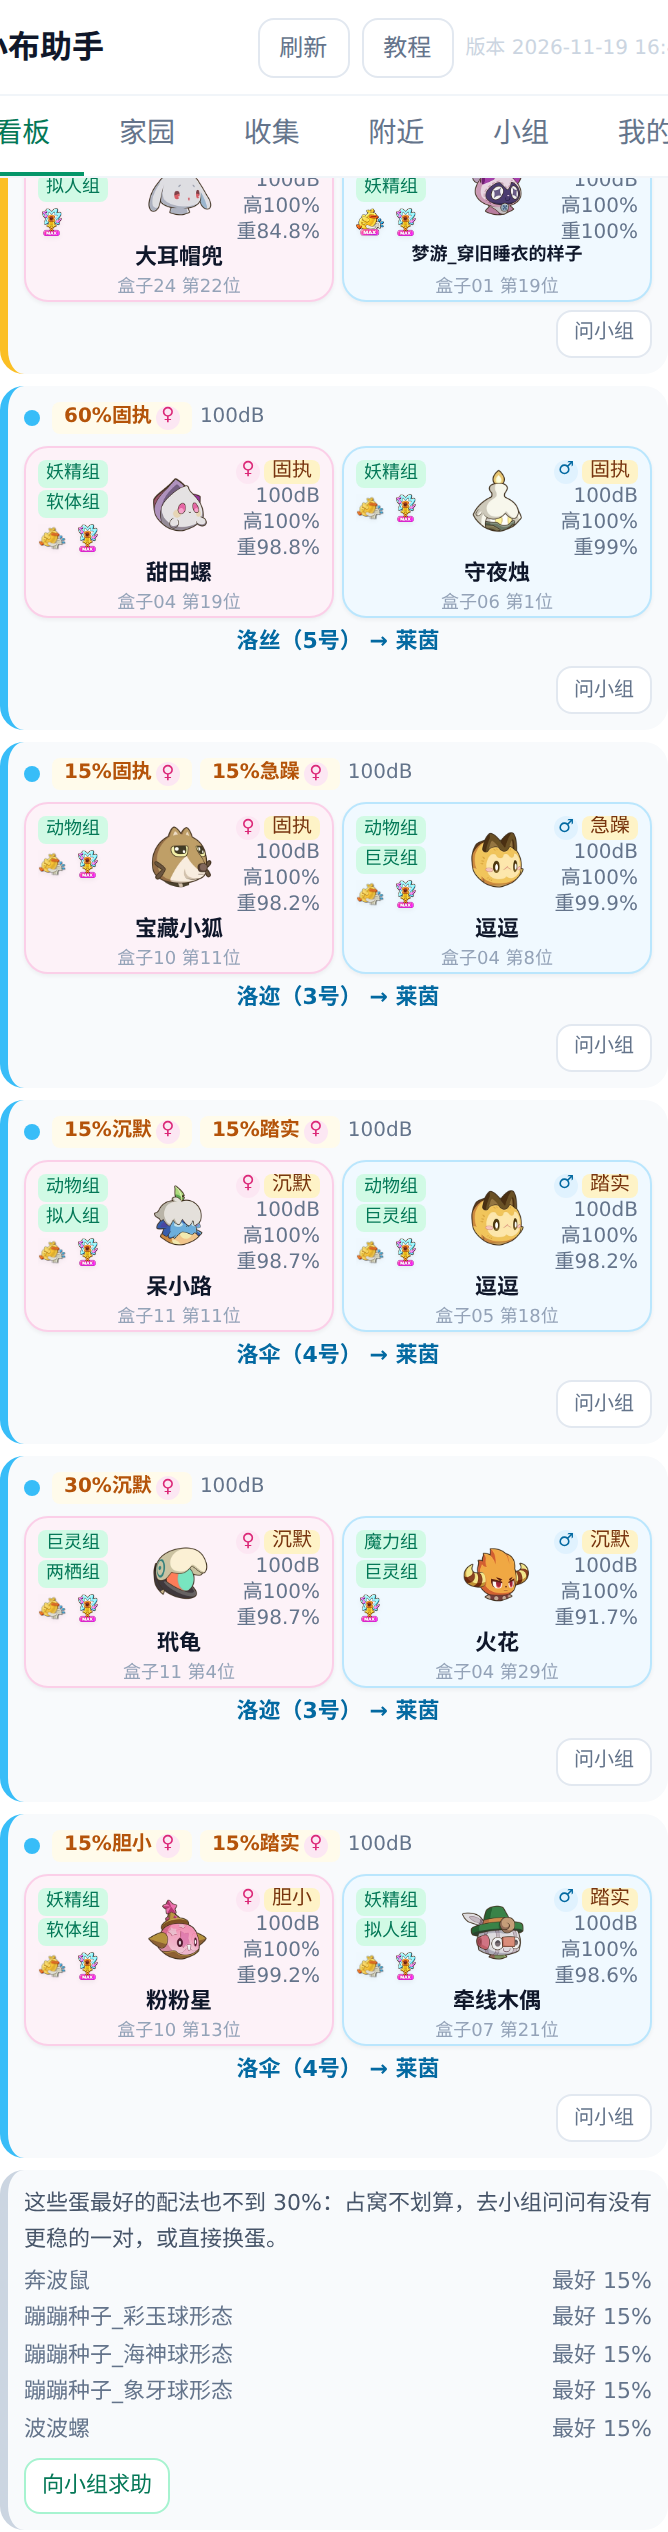 小布助手 刷新 教程 版本 2026-11-19 16:
看板 家园 收集 附近 小组 我的
拟人组 100dB
高100%
重84.8%
大耳帽兜
盒子24 第22位
妖精组 100dB
高100%
重100%
梦游_穿旧睡衣的样子
盒子01 第19位
问小组
60%固执♀ 100dB
妖精组 ♀ 固执
软体组 100dB
高100%
MAX 重98.8%
甜田螺
盒子04 第19位
妖精组 ♂ 固执
100dB
高100%
MAX 重99%
守夜烛
盒子06 第1位
洛丝（5号） → 莱茵
问小组
15%固执♀ 15%急躁♀ 100dB
动物组 ♀ 固执
100dB
高100%
MAX 重98.2%
宝藏小狐
盒子10 第11位
动物组 ♂ 急躁
巨灵组 100dB
高100%
MAX 重99.9%
逗逗
盒子04 第8位
洛迩（3号） → 莱茵
问小组
15%沉默♀ 15%踏实♀ 100dB
动物组 ♀ 沉默
拟人组 100dB
高100%
MAX 重98.7%
呆小路
盒子11 第11位
动物组 ♂ 踏实
巨灵组 100dB
高100%
MAX 重98.2%
逗逗
盒子05 第18位
洛伞（4号） → 莱茵
问小组
30%沉默♀ 100dB
巨灵组 ♀ 沉默
两栖组 100dB
高100%
MAX 重98.7%
玳龟
盒子11 第4位
魔力组 ♂ 沉默
巨灵组 100dB
高100%
MAX 重91.7%
火花
盒子04 第29位
洛迩（3号） → 莱茵
问小组
15%胆小♀ 15%踏实♀ 100dB
妖精组 ♀ 胆小
软体组 100dB
高100%
MAX 重99.2%
粉粉星
盒子10 第13位
妖精组 ♂ 踏实
拟人组 100dB
高100%
MAX 重98.6%
牵线木偶
盒子07 第21位
洛伞（4号） → 莱茵
问小组
这些蛋最好的配法也不到 30%：占窝不划算，去小组问问有没有
更稳的一对，或直接换蛋。
奔波鼠 最好 15%
蹦蹦种子_彩玉球形态 最好 15%
蹦蹦种子_海神球形态 最好 15%
蹦蹦种子_象牙球形态 最好 15%
波波螺 最好 15%
向小组求助